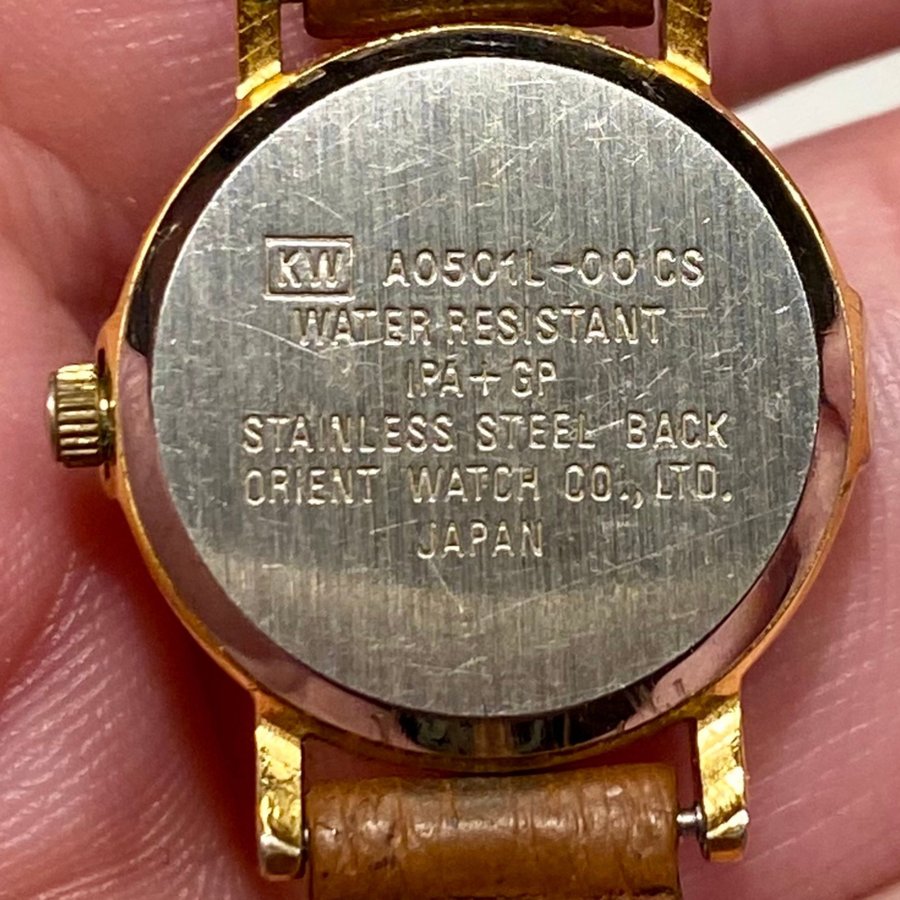 KW A0501L-00 CS
WATER RESISTANT
IPA+GP
STAINLESS STEEL BACK
ORIENT WATCH CO., LTD.
JAPAN